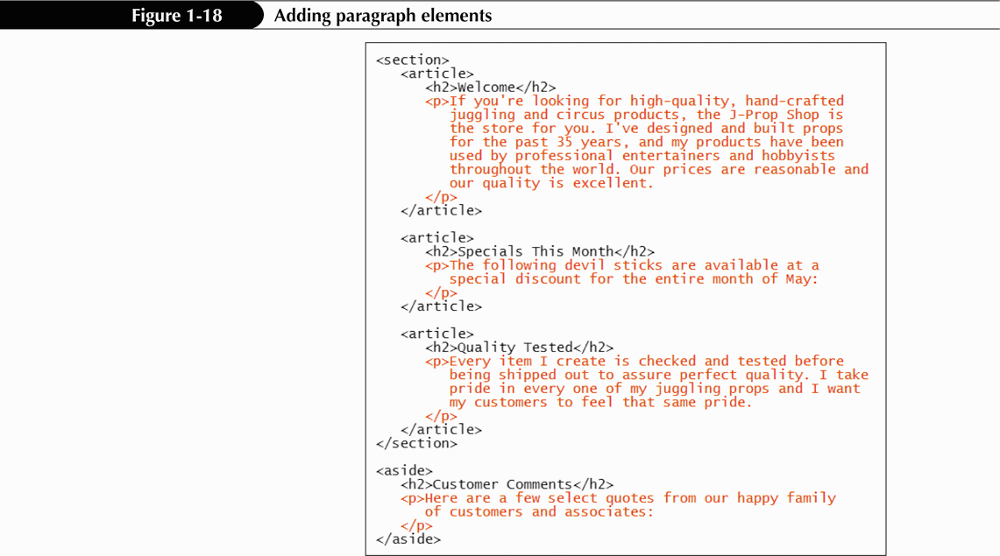 Figure 1-18 Adding paragraph elements
<section>
   <article>
      <h2>Welcome</h2>
      <p>If you're looking for high-quality, hand-crafted
         juggling and circus products, the J-Prop Shop is
         the store for you. I've designed and built props
         for the past 35 years, and my products have been
         used by professional entertainers and hobbyists
         throughout the world. Our prices are reasonable and
         our quality is excellent.
      </p>
   </article>

   <article>
      <h2>Specials This Month</h2>
      <p>The following devil sticks are available at a
         special discount for the entire month of May:
      </p>
   </article>

   <article>
      <h2>Quality Tested</h2>
      <p>Every item I create is checked and tested before
         being shipped out to assure perfect quality. I take
         pride in every one of my juggling props and I want
         my customers to feel that same pride.
      </p>
   </article>
</section>

<aside>
   <h2>Customer Comments</h2>
   <p>Here are a few select quotes from our happy family
      of customers and associates:
   </p>
</aside>